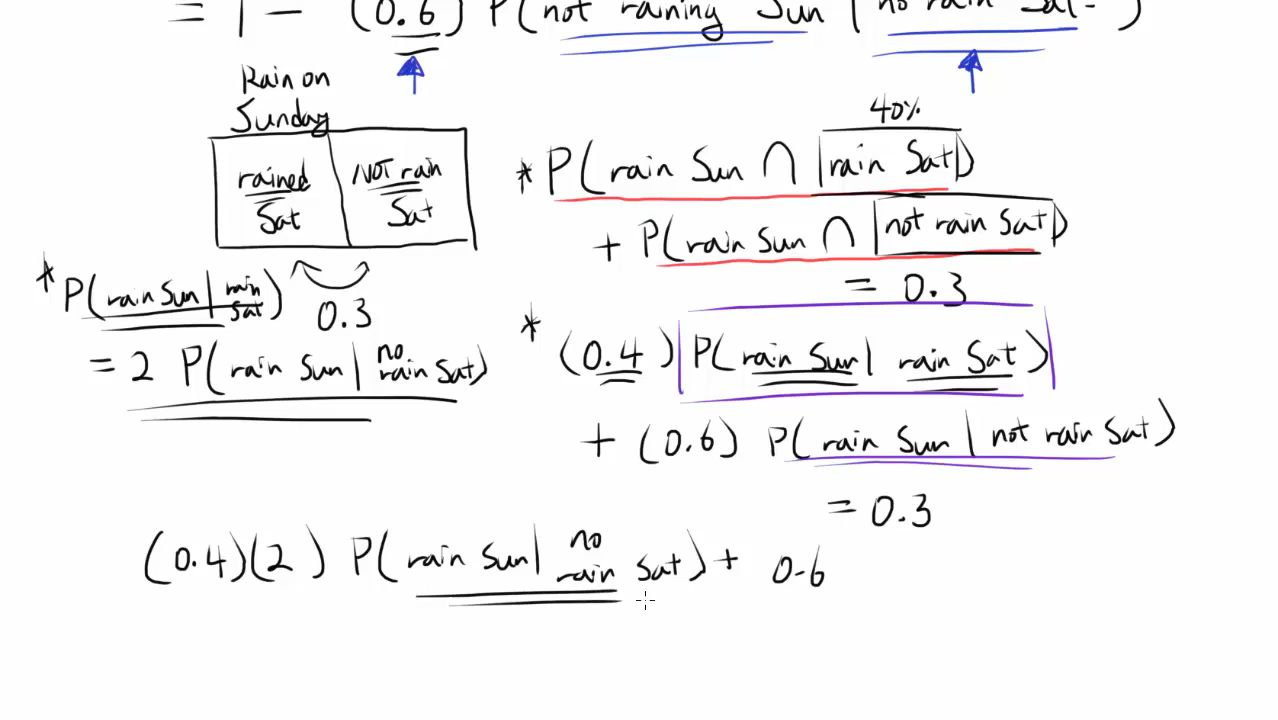 = 1 - (0.6) P(not raining Sun | no rain Sat)
Rain on
Sunday
rained
Sat
NOT rain
Sat
40%
* P(rain Sun ∩ rain Sat)
+ P(rain Sun ∩ not rain Sat)
= 0.3
* P(rain Sun | rain Sat)
0.3
= 2 P(rain Sun | no rain Sat)
* (0.4) P(rain Sun | rain Sat)
+ (0.6) P(rain Sun | not rain Sat)
= 0.3
(0.4)(2) P(rain Sun | no rain Sat) + 0.6